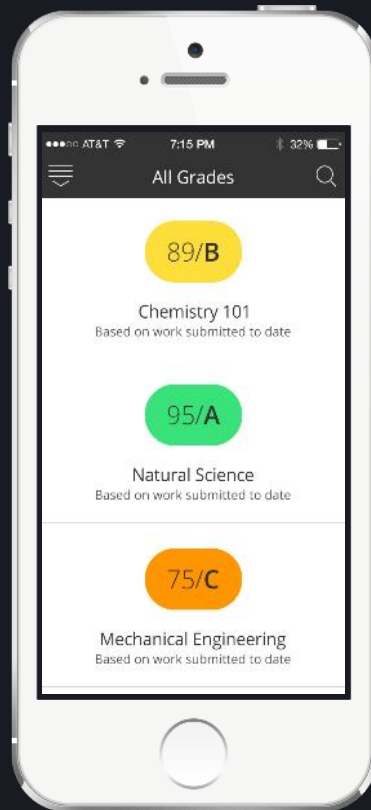 AT&T 7:15 PM 32%
All Grades
89/B
Chemistry 101
Based on work submitted to date
95/A
Natural Science
Based on work submitted to date
75/C
Mechanical Engineering
Based on work submitted to date